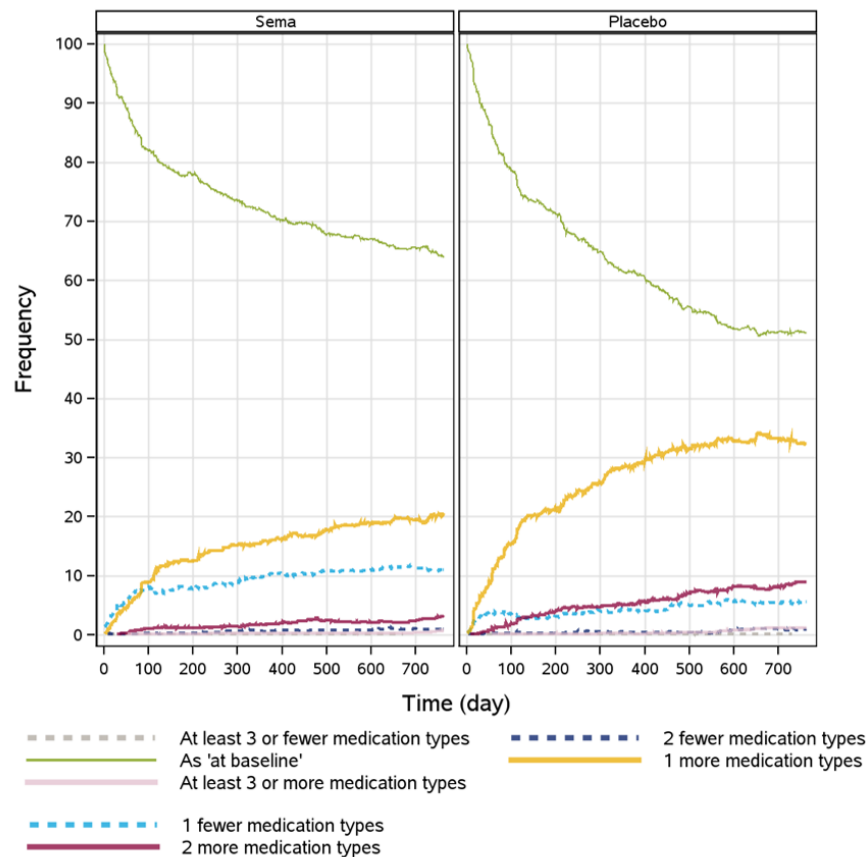 Sema Placebo
100
90
80
70
60
50
40
30
20
10
0
Frequency
0 100 200 300 400 500 600 700 0 100 200 300 400 500 600 700
Time (day)
At least 3 or fewer medication types 2 fewer medication types
As 'at baseline' 1 more medication types
At least 3 or more medication types
1 fewer medication types
2 more medication types